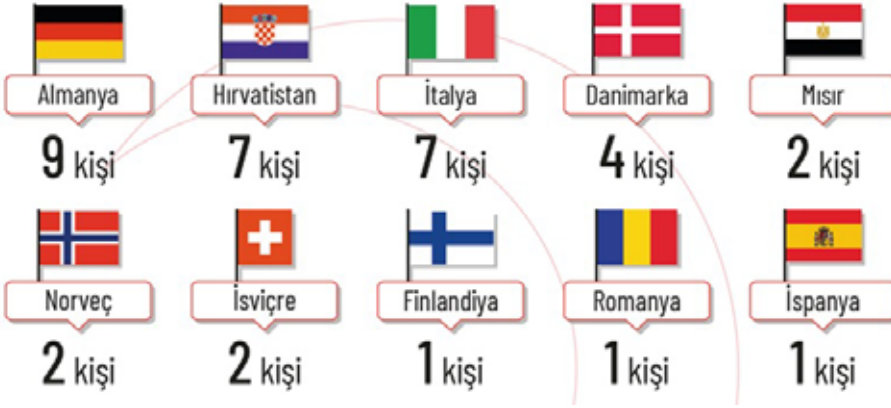 Almanya
9 kişi
Hırvatistan
7 kişi
İtalya
7 kişi
Danimarka
4 kişi
Mısır
2 kişi
Norveç
2 kişi
İsviçre
2 kişi
Finlandiya
1 kişi
Romanya
1 kişi
İspanya
1 kişi